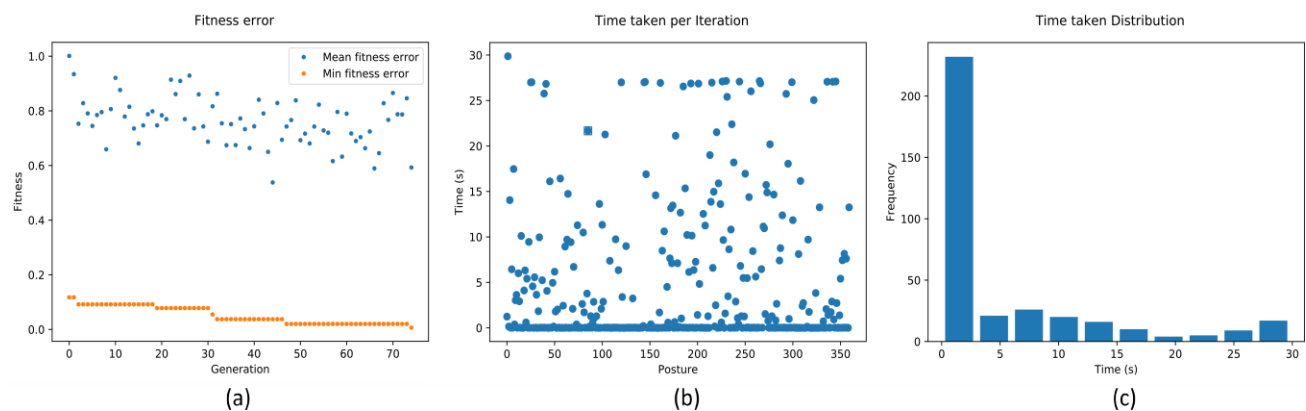 Fitness error
1.0
0.8
0.6
0.4
0.2
0.0
Fitness
Mean fitness error
Min fitness error
0 10 20 30 40 50 60 70
Generation
(a)
Time taken per Iteration
30
25
20
15
10
5
0
Time (s)
0 50 100 150 200 250 300 350
Posture
(b)
Time taken Distribution
200
150
100
50
0
Frequency
0 5 10 15 20 25 30
Time (s)
(c)